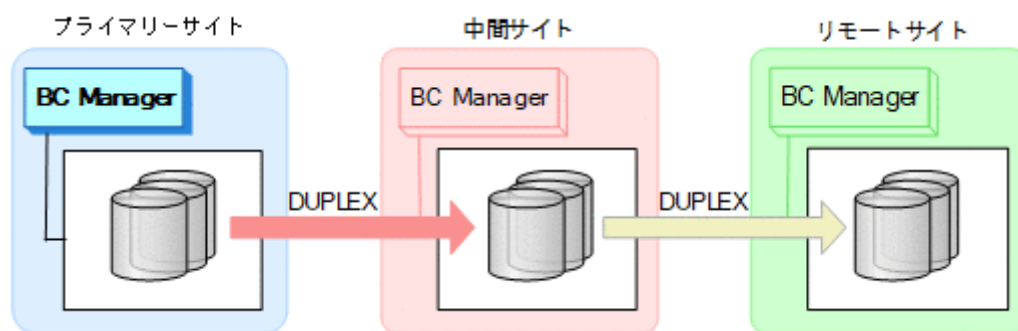 プライマリーサイト
中間サイト
リモートサイト
BC Manager
BC Manager
BC Manager
DUPLEX
DUPLEX